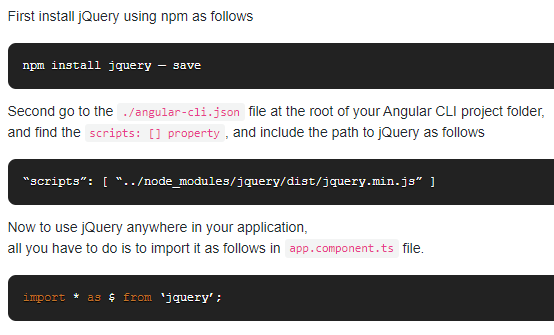 First install jQuery using npm as follows
npm install jquery — save
Second go to the ./angular-cli.json file at the root of your Angular CLI project folder,
and find the scripts: [] property , and include the path to jQuery as follows
“scripts”: [ “../node_modules/jquery/dist/jquery.min.js” ]
Now to use jQuery anywhere in your application,
all you have to do is to import it as follows in app.component.ts file.
import * as $ from ‘jquery’;